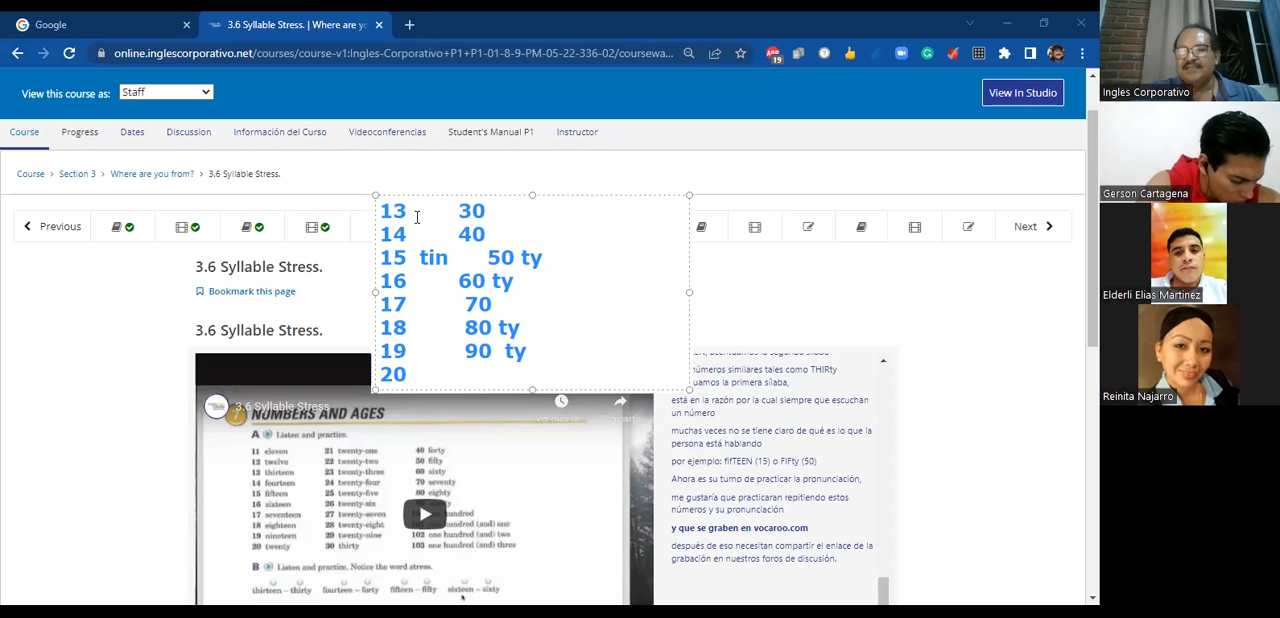 Google
3.6 Syllable Stress. | Where are yo
online.inglescorporativo.net/courses/course-v1:Ingles-Corporativo+P1+P1-01-8-9-PM-05-22-336-02/coursewa...
19
View this course as:
Staff
View In Studio
Course
Progress
Dates
Discussion
Información del Curso
Videoconferencias
Student's Manual P1
Instructor
Course > Section 3 > Where are you from? > 3.6 Syllable Stress.
Previous
Next
3.6 Syllable Stress.
Bookmark this page
3.6 Syllable Stress.
13 30
14 40
15 tin 50 ty
16 60 ty
17 70
18 80 ty
19 90 ty
20
3.6 Syllable Stress
7 NUMBERS AND AGES
A Listen and practice.
11 eleven 21 twenty-one 40 forty
12 twelve 22 twenty-two 50 fifty
13 thirteen 23 twenty-three 60 sixty
14 fourteen 24 twenty-four 70 seventy
15 fifteen 25 twenty-five 80 eighty
16 sixteen 26 twenty-six
17 seventeen 27 twenty-seven hundred
18 eighteen 28 twenty-eight hundred (and) one
19 nineteen 29 twenty-nine 102 one hundred (and) two
20 twenty 30 thirty 103 one hundred (and) three
B Listen and practice. Notice the word stress.
thirteen – thirty fourteen – forty fifteen – fifty sixteen – sixty
números similares tales como THIRty
uamos la primera sílaba,
está en la razón por la cual siempre que escuchan
un número
muchas veces no se tiene claro de qué es lo que la
persona está hablando
por ejemplo: fifTEEN (15) o FIFty (50)
Ahora es su turno de practicar la pronunciación,
me gustaría que practicaran repitiendo estos
números y su pronunciación
y que se graben en vocaroo.com
después de eso necesitan compartir el enlace de la
grabación en nuestros foros de discusión.
Ingles Corporativo
Gerson Cartagena
Elderli Elias Martinez
Reinita Najarro